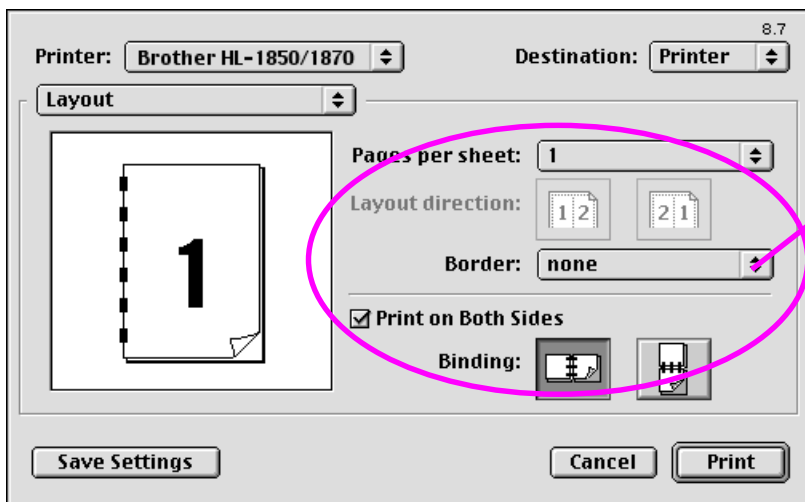 8.7
Printer: Brother HL-1850/1870 Destination: Printer
Layout
Pages per sheet: 1
Layout direction: 1 2 2 1
1
Border: none
Print on Both Sides
Binding:
Save Settings Cancel Print